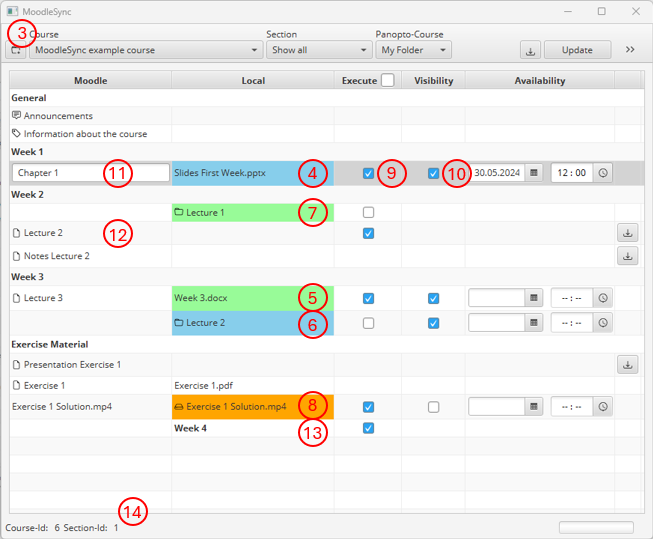 MoodleSync
3 Course Section Panopto-Course
MoodleSync example course Show all My Folder Update
Moodle Local Execute Visibility Availability
General
Announcements
Information about the course
Week 1
Chapter 1 11 Slides First Week.pptx 4 9 10 30.05.2024 12 : 00
Week 2
Lecture 1 7
Lecture 2 12
Notes Lecture 2
Week 3
Lecture 3 Week 3.docx 5 -- : --
Lecture 2 6 -- : --
Exercise Material
Presentation Exercise 1
Exercise 1 Exercise 1.pdf
Exercise 1 Solution.mp4 Exercise 1 Solution.mp4 8 -- : --
Week 4 13
14
Course-Id: 6 Section-Id: 1